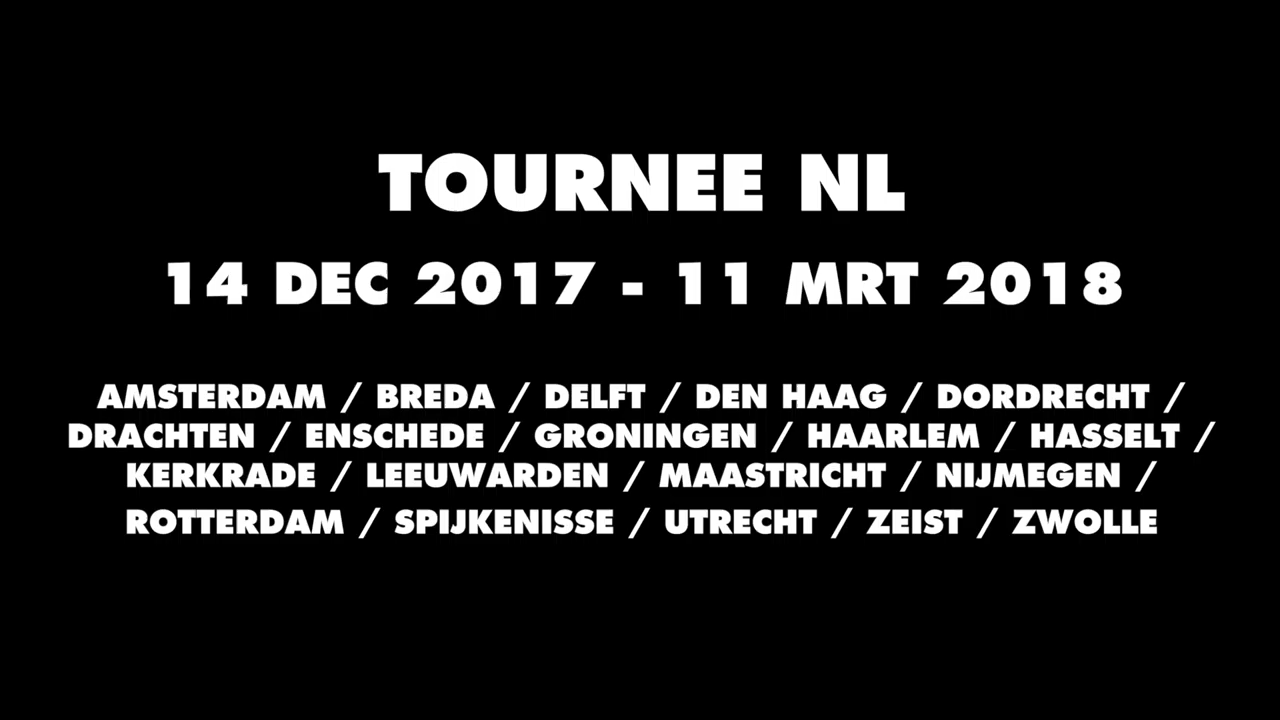 TOURNEE NL
14 DEC 2017 - 11 MRT 2018
AMSTERDAM / BREDA / DELFT / DEN HAAG / DORDRECHT /
DRACHTEN / ENSCHEDE / GRONINGEN / HAARLEM / HASSELT /
KERKRADE / LEEUWARDEN / MAASTRICHT / NIJMEGEN /
ROTTERDAM / SPIJKENISSE / UTRECHT / ZEIST / ZWOLLE